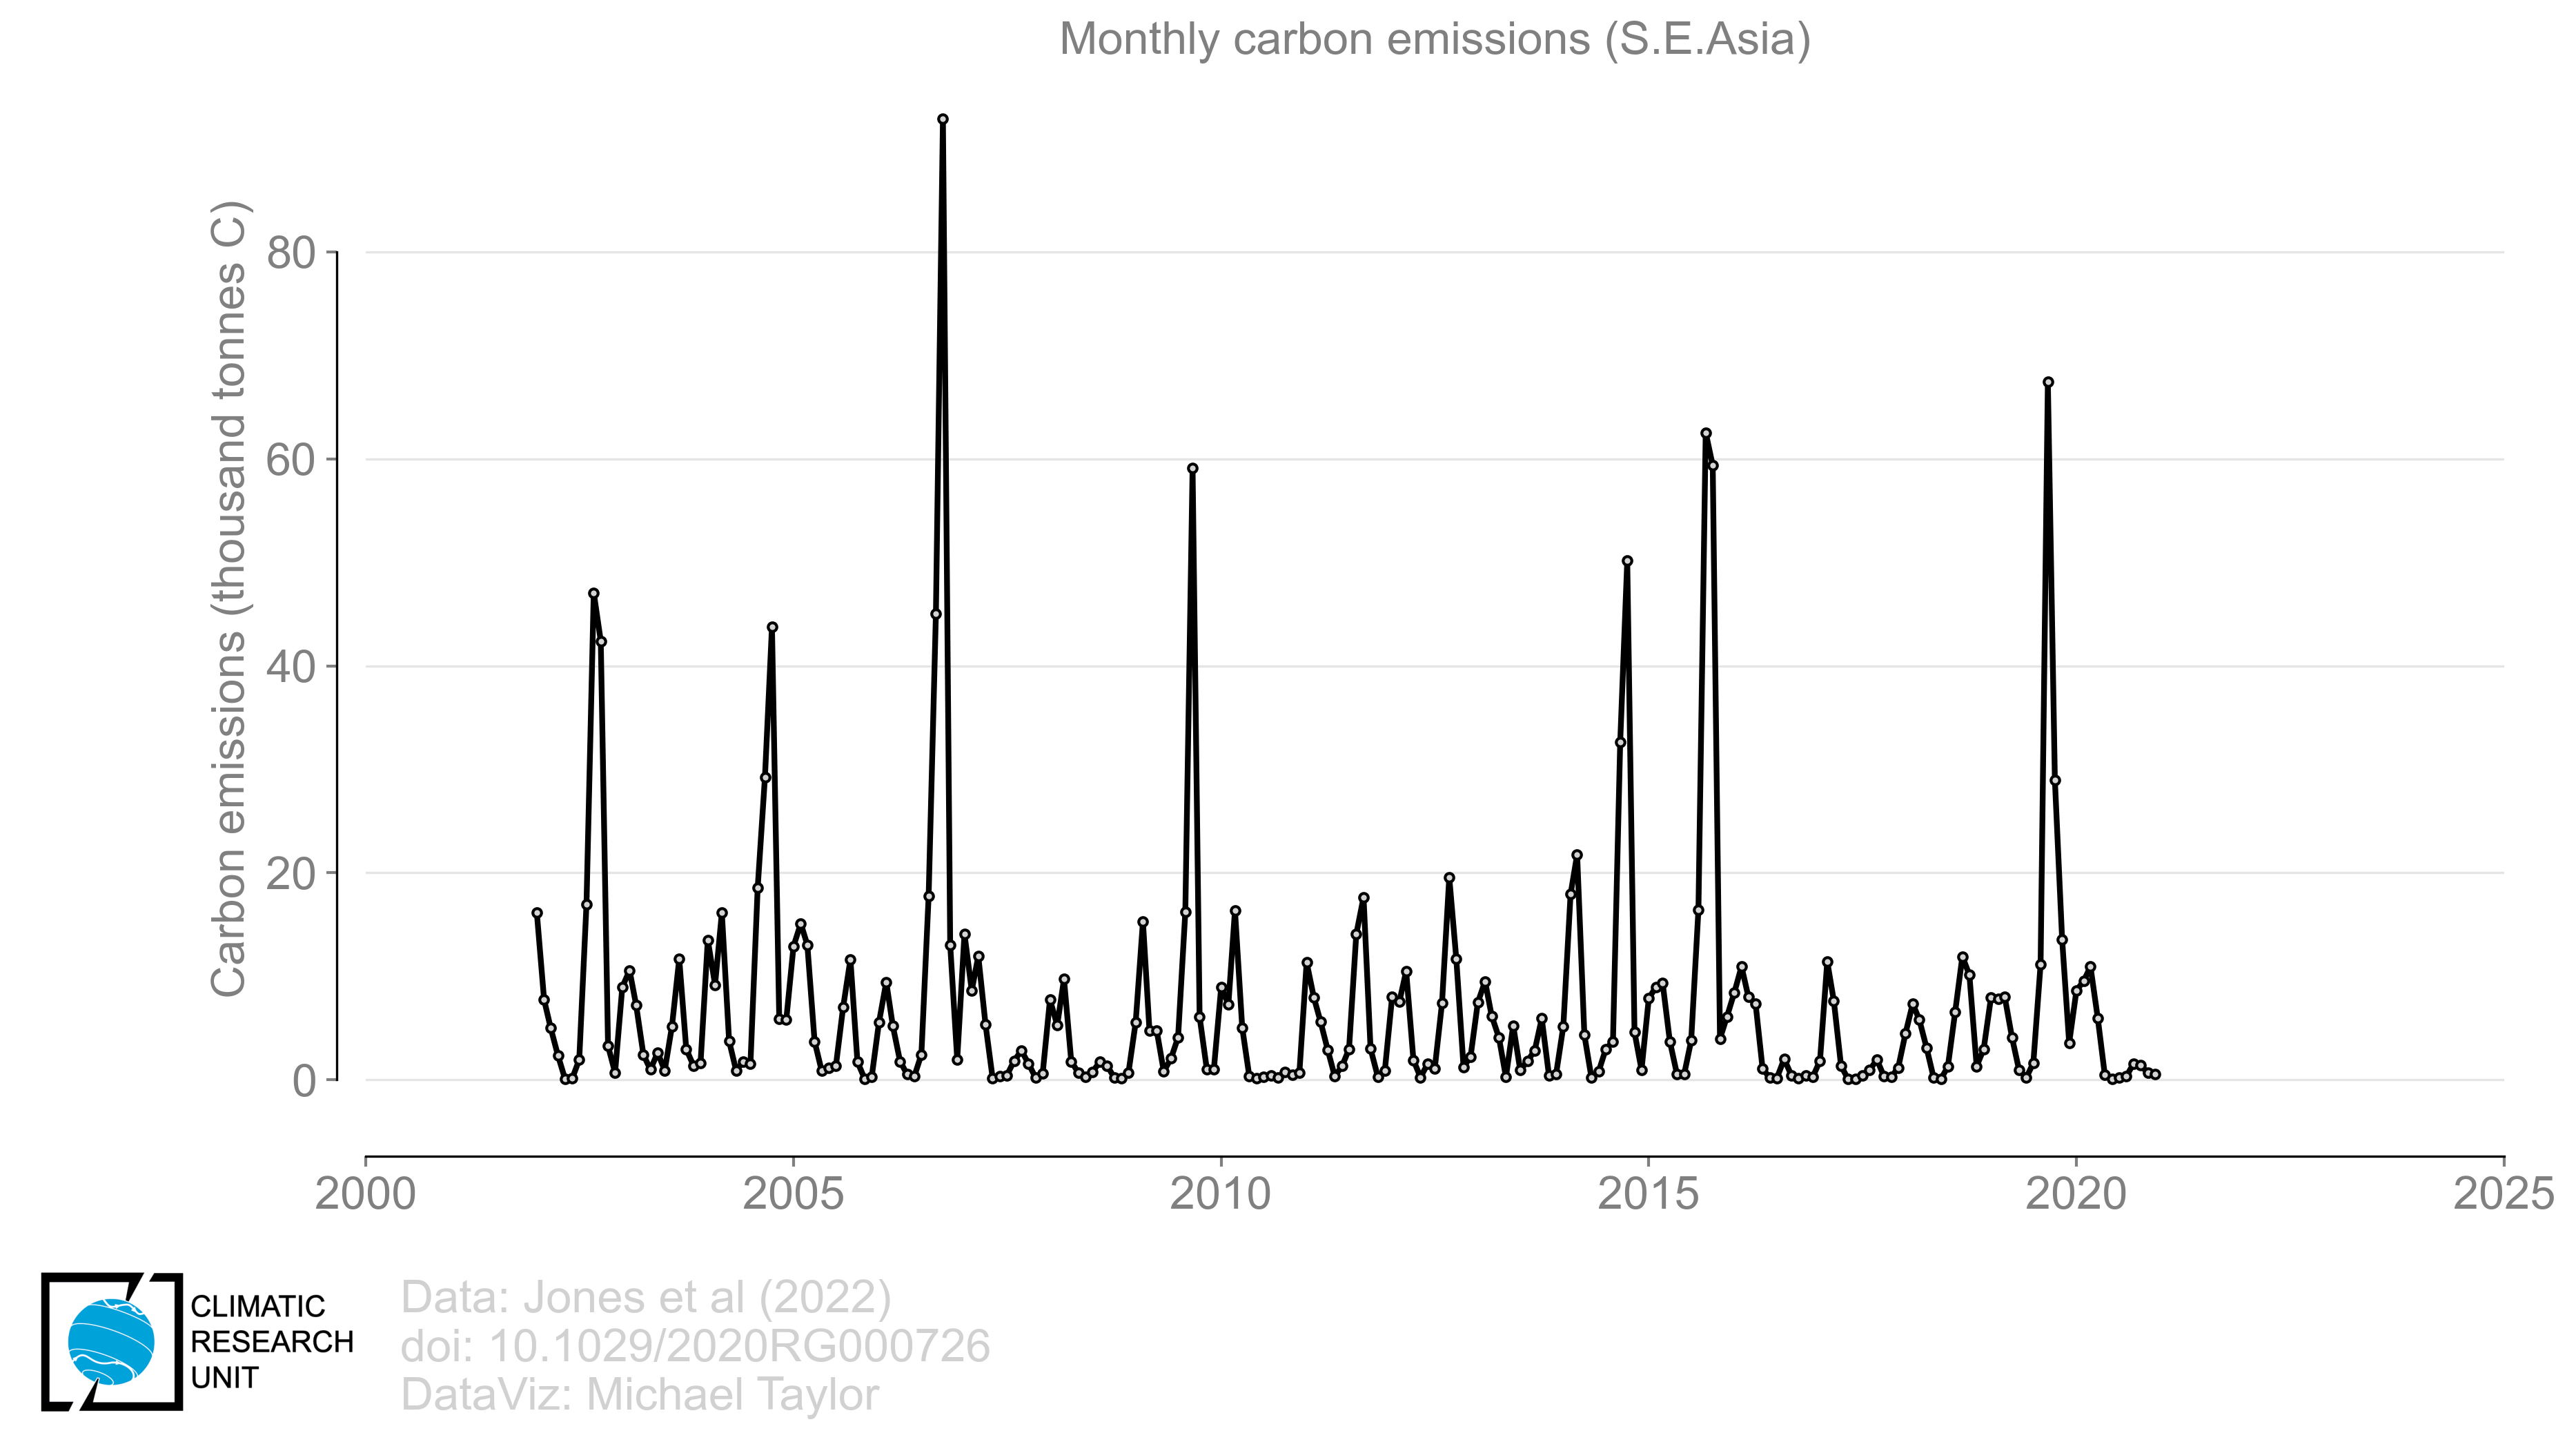 Monthly carbon emissions (S.E.Asia)
Carbon emissions (thousand tonnes C)
80
60
40
20
0
2000 2005 2010 2015 2020 2025
CLIMATIC
RESEARCH
UNIT
Data: Jones et al (2022)
doi: 10.1029/2020RG000726
DataViz: Michael Taylor